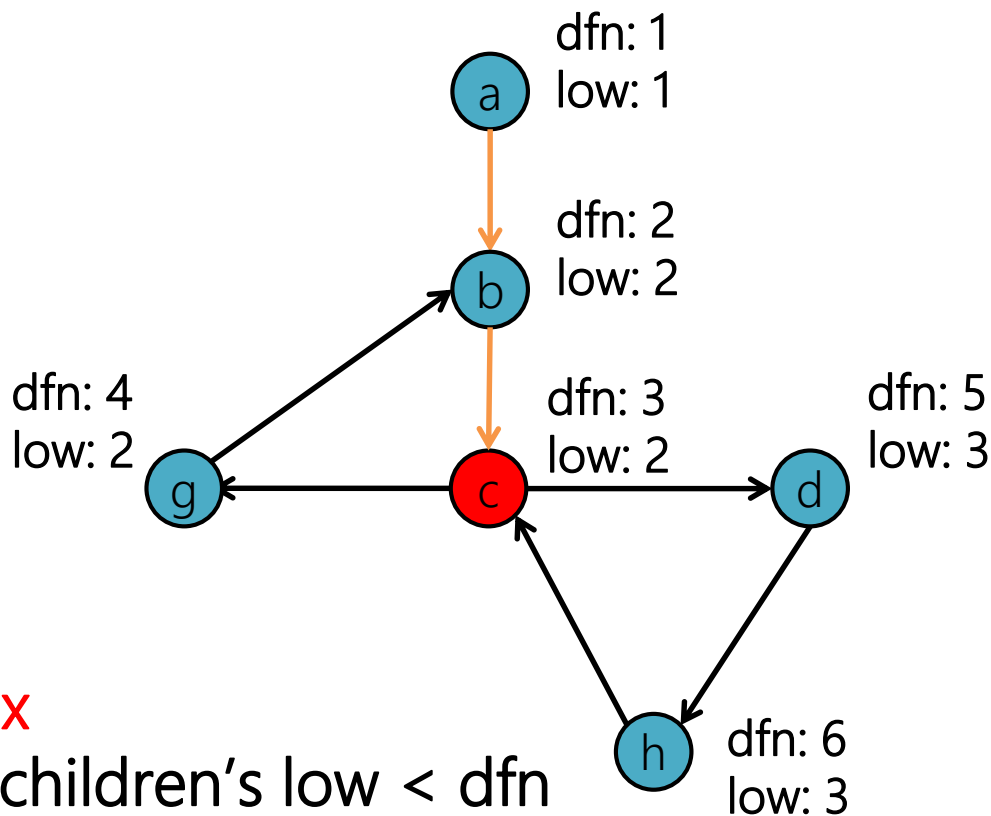 dfn: 1
low: 1
a
dfn: 2
low: 2
b
dfn: 4
low: 2
g
dfn: 3
low: 2
c
dfn: 5
low: 3
d
h
dfn: 6
low: 3
x
children’s low < dfn